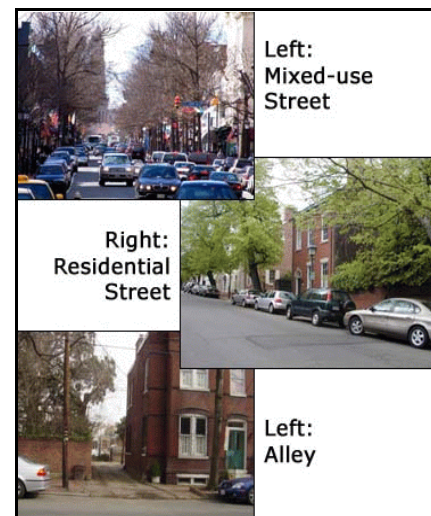 Left:
Mixed-use
Street
Right:
Residential
Street
Left:
Alley